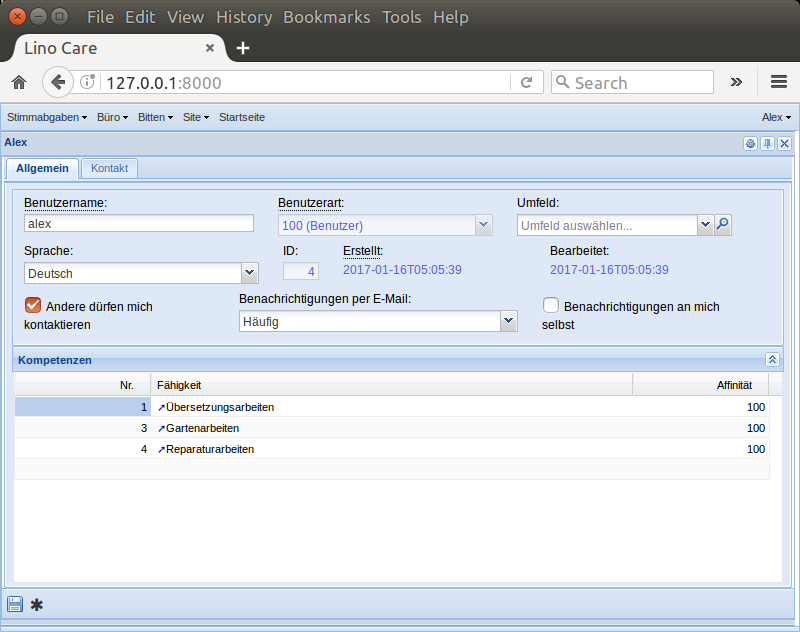 File Edit View History Bookmarks Tools Help
Lino Care
127.0.0.1:8000 Search
Stimmabgaben Büro Bitten Site Startseite Alex
Alex
Allgemein Kontakt
Benutzername: Benutzerart: Umfeld:
alex 100 (Benutzer) Umfeld auswählen...
Sprache: ID: Erstellt: Bearbeitet:
Deutsch 4 2017-01-16T05:05:39 2017-01-16T05:05:39
Andere dürfen mich kontaktieren
Benachrichtigungen per E-Mail:
Häufig
Benachrichtigungen an mich selbst
Kompetenzen
Nr. Fähigkeit Affinität
1 Übersetzungsarbeiten 100
3 Gartenarbeiten 100
4 Reparaturarbeiten 100